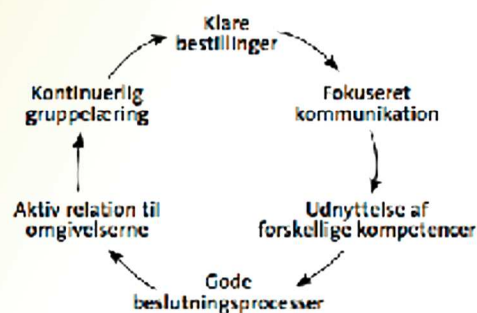 Klare
bestillinger
Fokuseret
kommunikation
Udnyttelse af
forskellige kompetencer
Gode
beslutningsprocesser
Aktiv relation til
omgivelserne
Kontinuerlig
gruppelæring